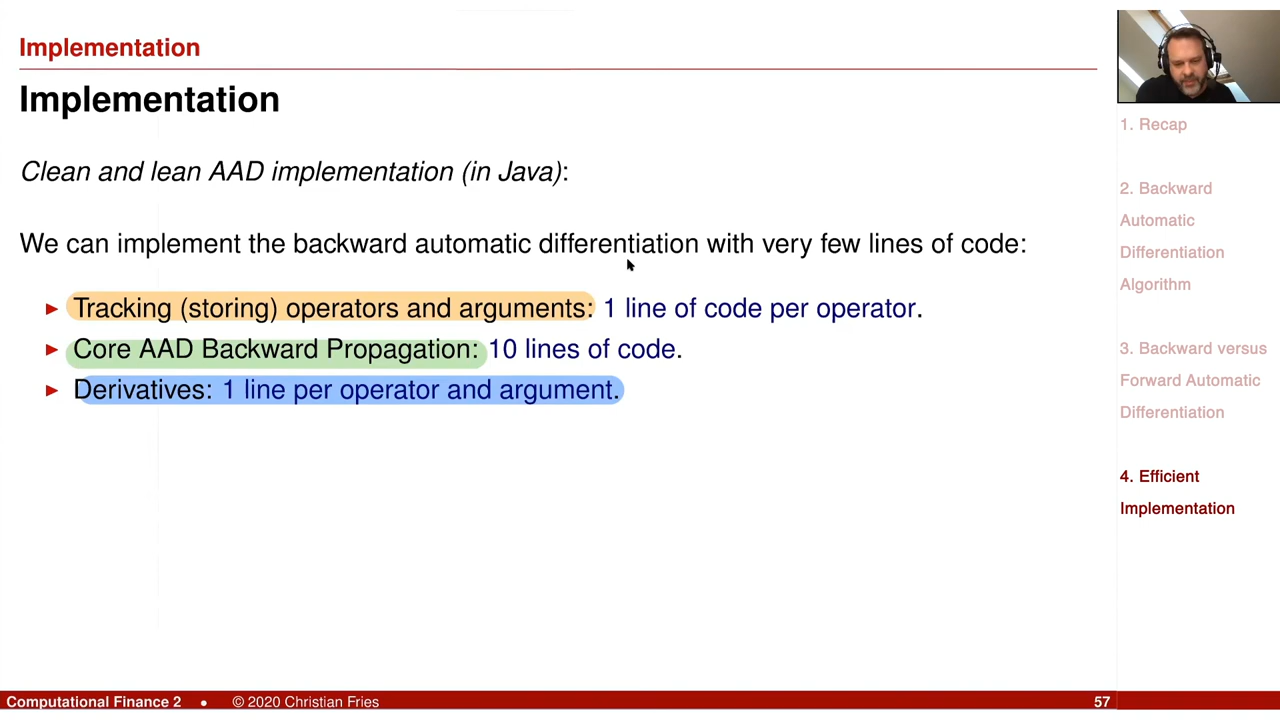 Implementation
Implementation
Clean and lean AAD implementation (in Java):
We can implement the backward automatic differentiation with very few lines of code:
▶ Tracking (storing) operators and arguments: 1 line of code per operator.
▶ Core AAD Backward Propagation: 10 lines of code.
▶ Derivatives: 1 line per operator and argument.
1. Recap
2. Backward
Automatic
Differentiation
Algorithm
3. Backward versus
Forward Automatic
Differentiation
4. Efficient
Implementation
Computational Finance 2 • © 2020 Christian Fries 57